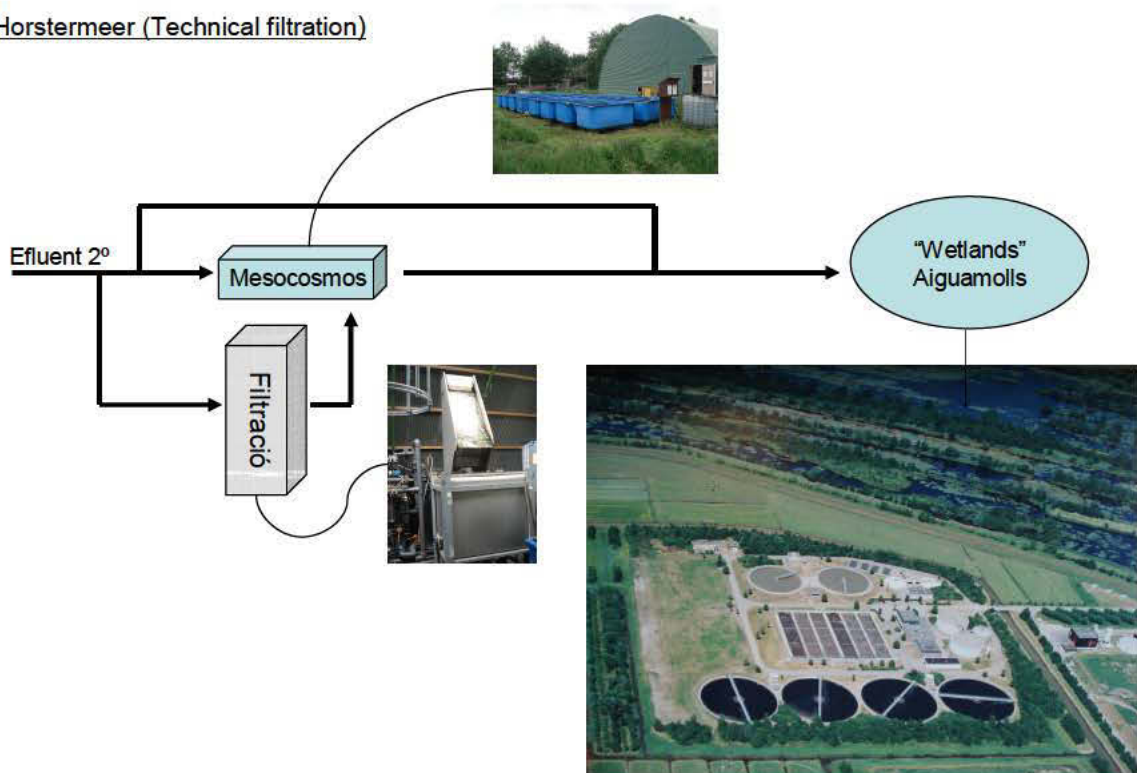 Horstermeer (Technical filtration)
Efluent 2º
Mesocosmos
"Wetlands"
Aiguamolls
Filtració